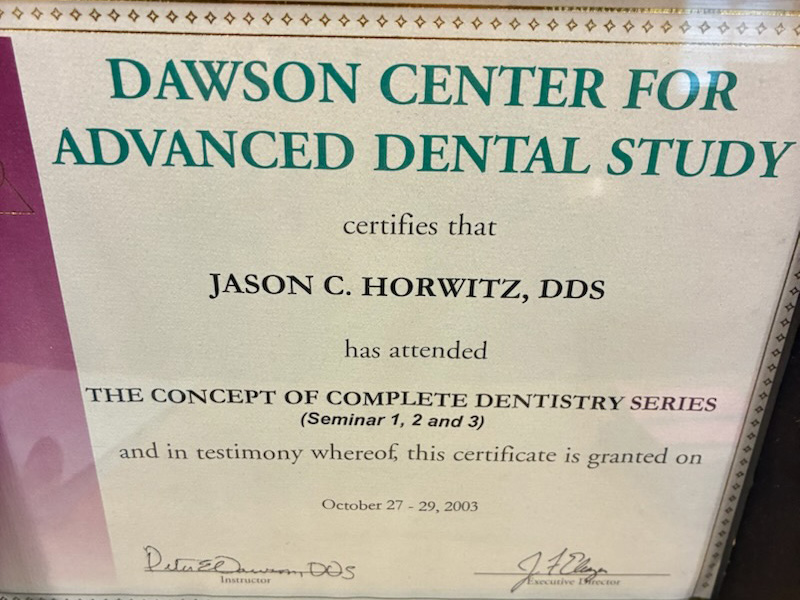 DAWSON CENTER FOR
ADVANCED DENTAL STUDY
certifies that
JASON C. HORWITZ, DDS
has attended
THE CONCEPT OF COMPLETE DENTISTRY SERIES
(Seminar 1, 2 and 3)
and in testimony whereof, this certificate is granted on
October 27 - 29, 2003
Peter E Dawson, DDS
Instructor
Executive Director